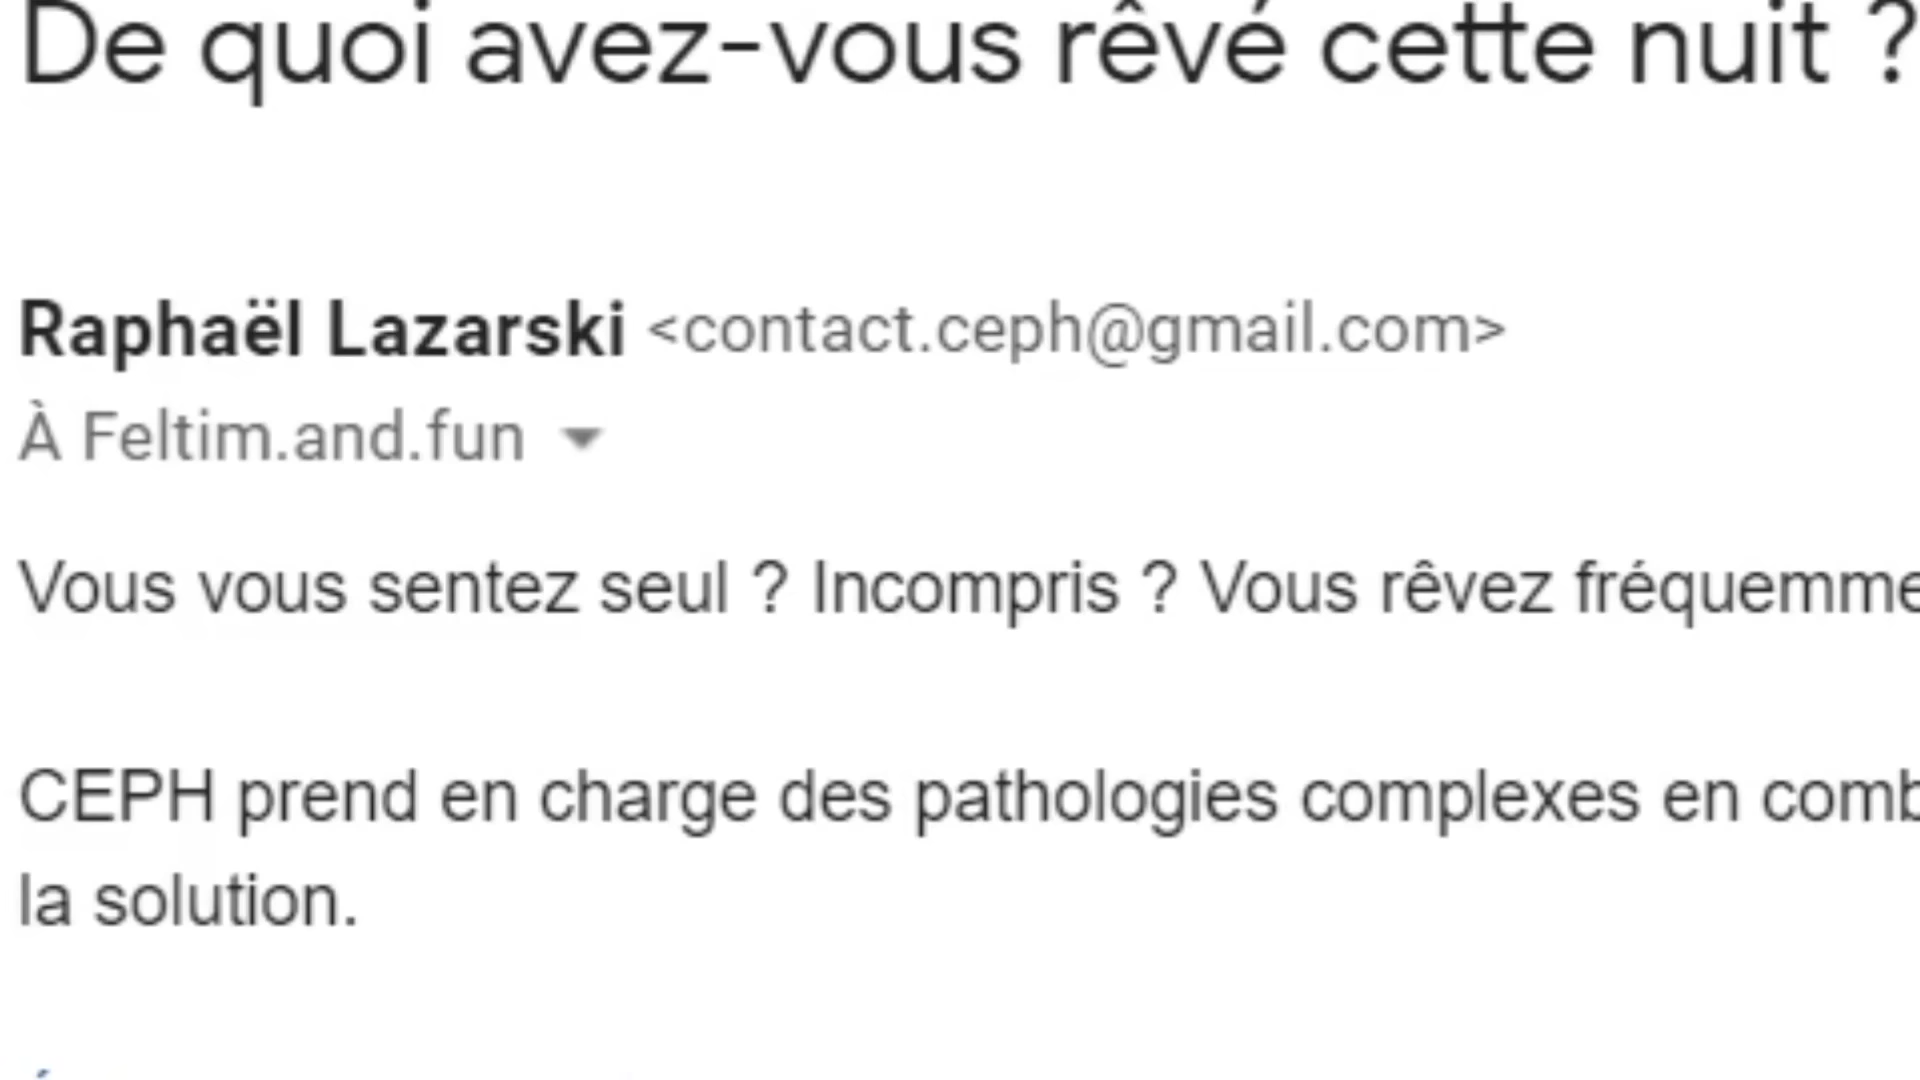 De quoi avez-vous rêvé cette nuit ?
Raphaël Lazarski <contact.ceph@gmail.com>
À Feltim.and.fun
Vous vous sentez seul ? Incompris ? Vous rêvez fréquemme
CEPH prend en charge des pathologies complexes en comb
la solution.